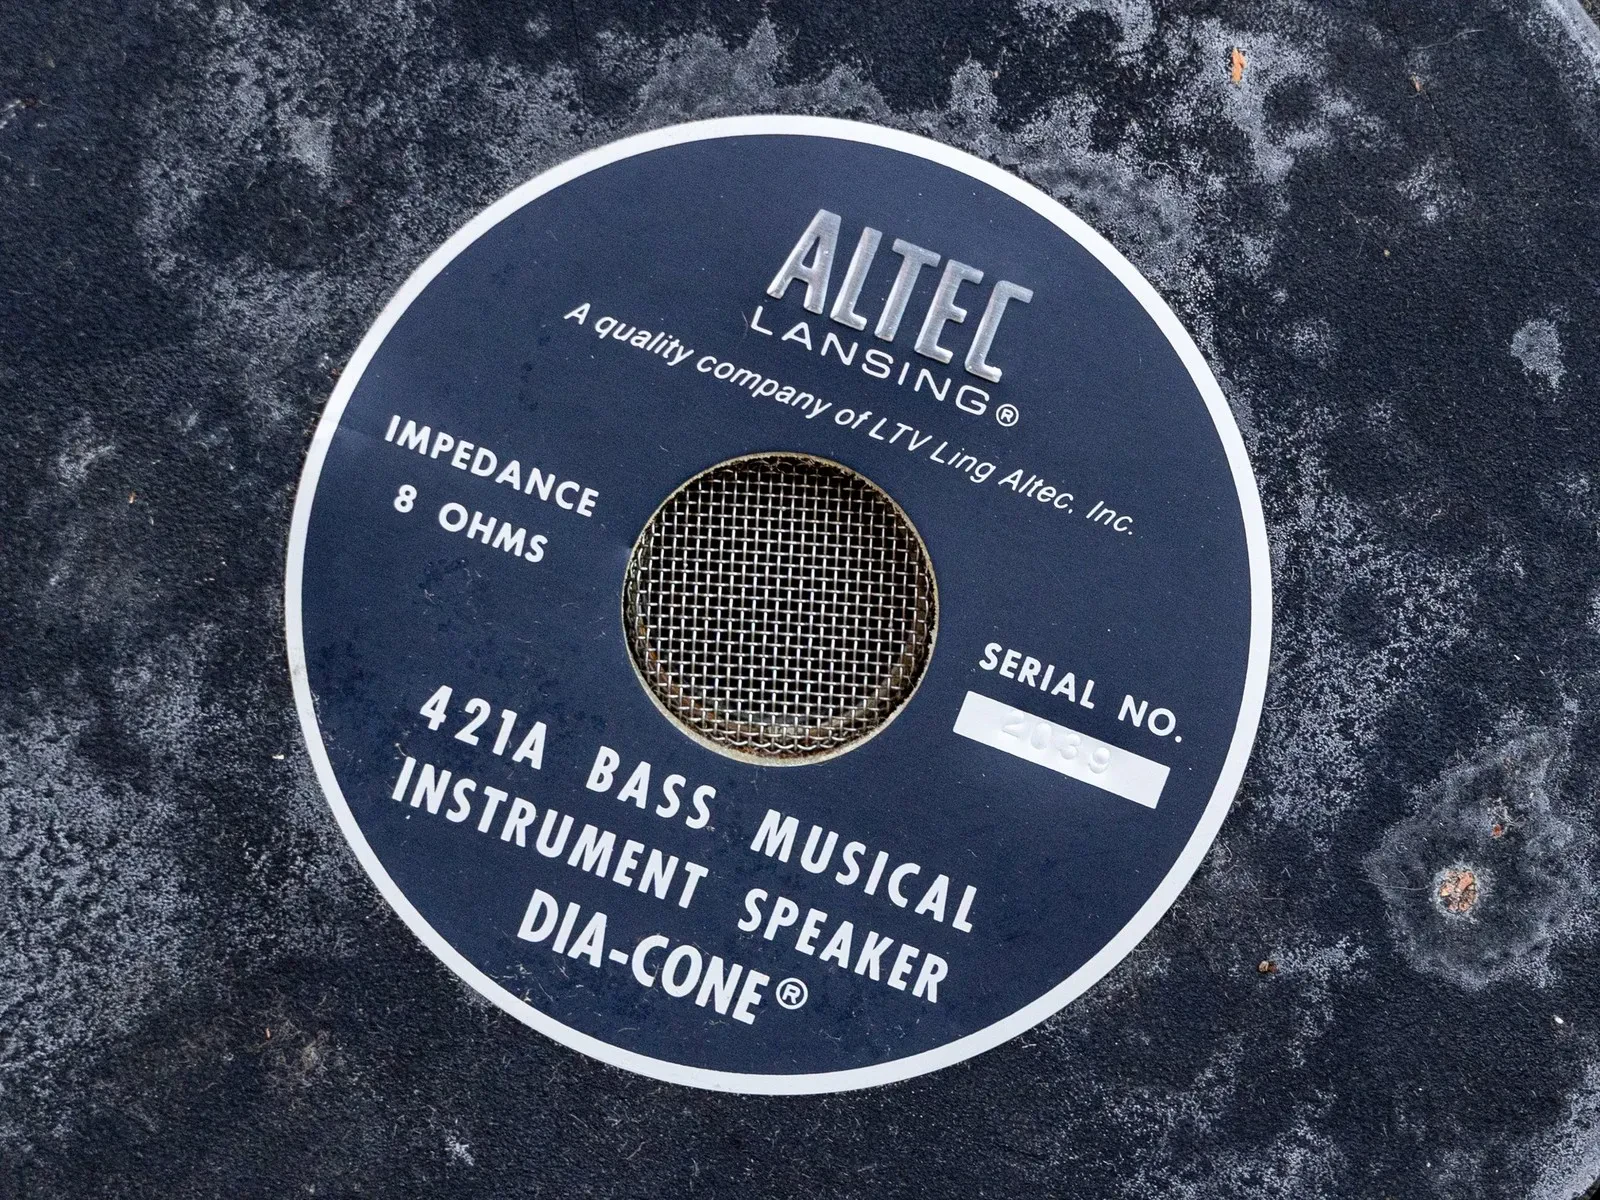 ALTEC
LANSING®
A quality company of LTV Ling Altec, Inc.
IMPEDANCE
8 OHMS
SERIAL NO.
2039
421A BASS MUSICAL
INSTRUMENT SPEAKER
DIA-CONE®